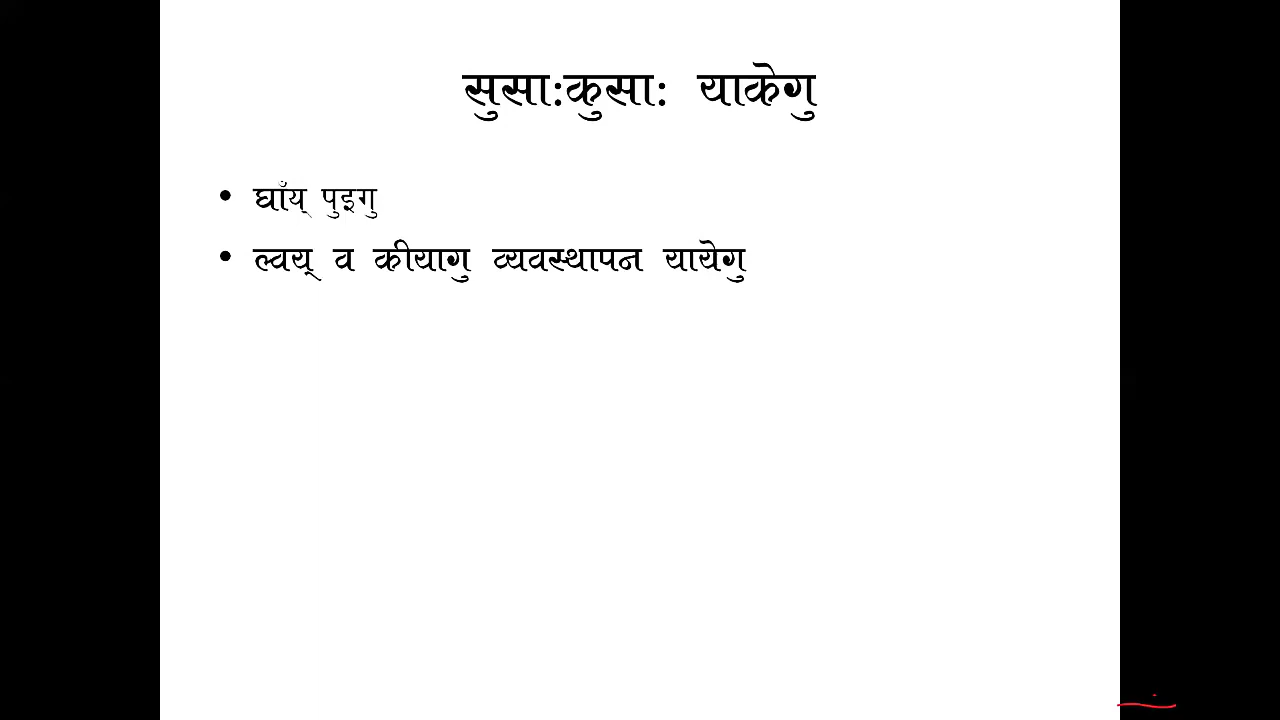 सुसाःकुसाः याकेगु
• घाँय् पुइगु
• ल्वय् व कीयागु व्यवस्थापन यायेगु